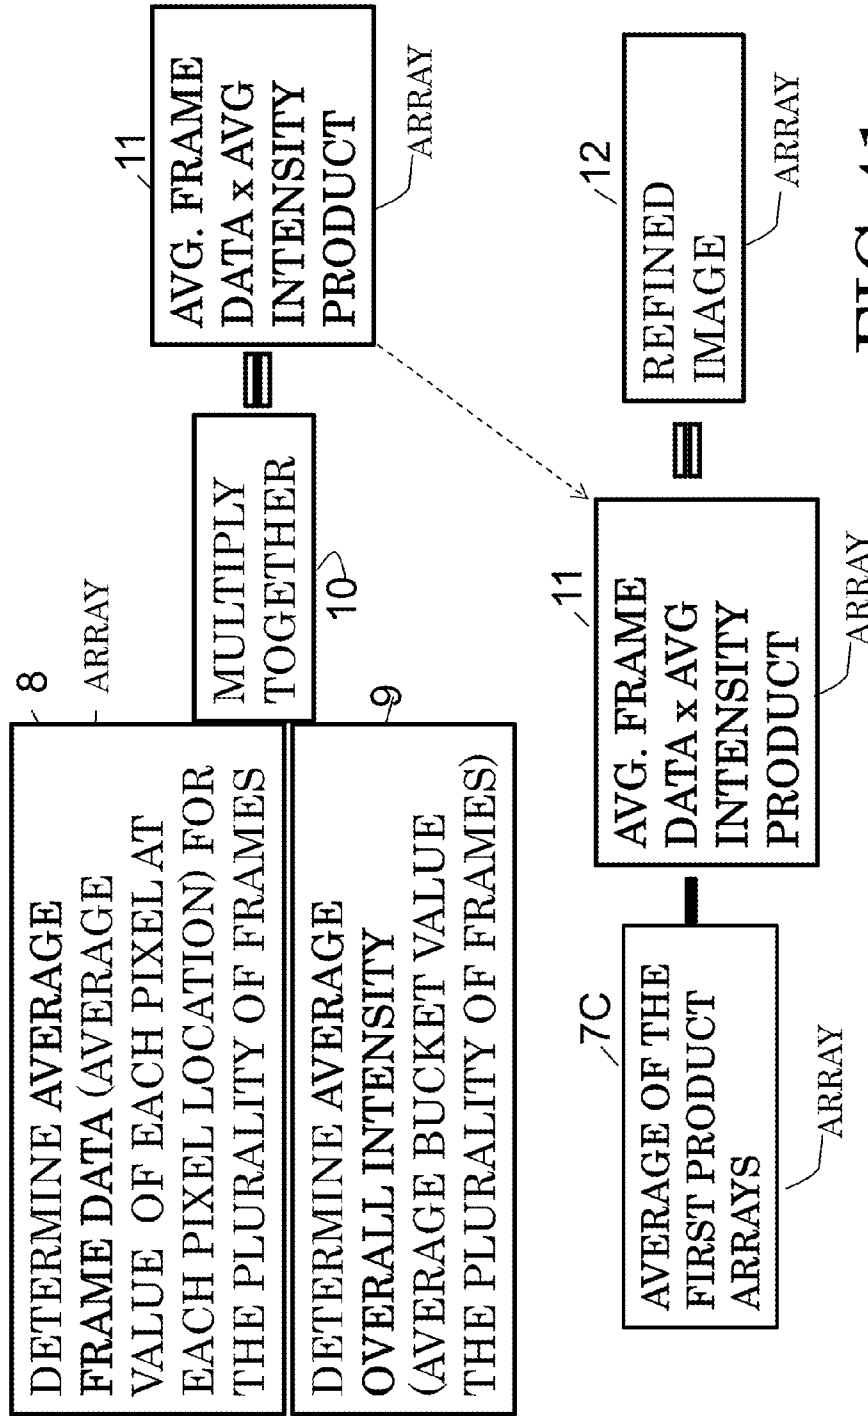 DETERMINE AVERAGE
FRAME DATA (AVERAGE
VALUE OF EACH PIXEL AT
EACH PIXEL LOCATION) FOR
THE PLURALITY OF FRAMES
8
ARRAY
DETERMINE AVERAGE
OVERALL INTENSITY
(AVERAGE BUCKET VALUE
THE PLURALITY OF FRAMES)
9
MULTIPLY
TOGETHER
10
=
11
AVG. FRAME
DATA x AVG
INTENSITY
PRODUCT
ARRAY
7C
AVERAGE OF THE
FIRST PRODUCT
ARRAYS
ARRAY
–
11
AVG. FRAME
DATA x AVG
INTENSITY
PRODUCT
ARRAY
=
12
REFINED
IMAGE
ARRAY